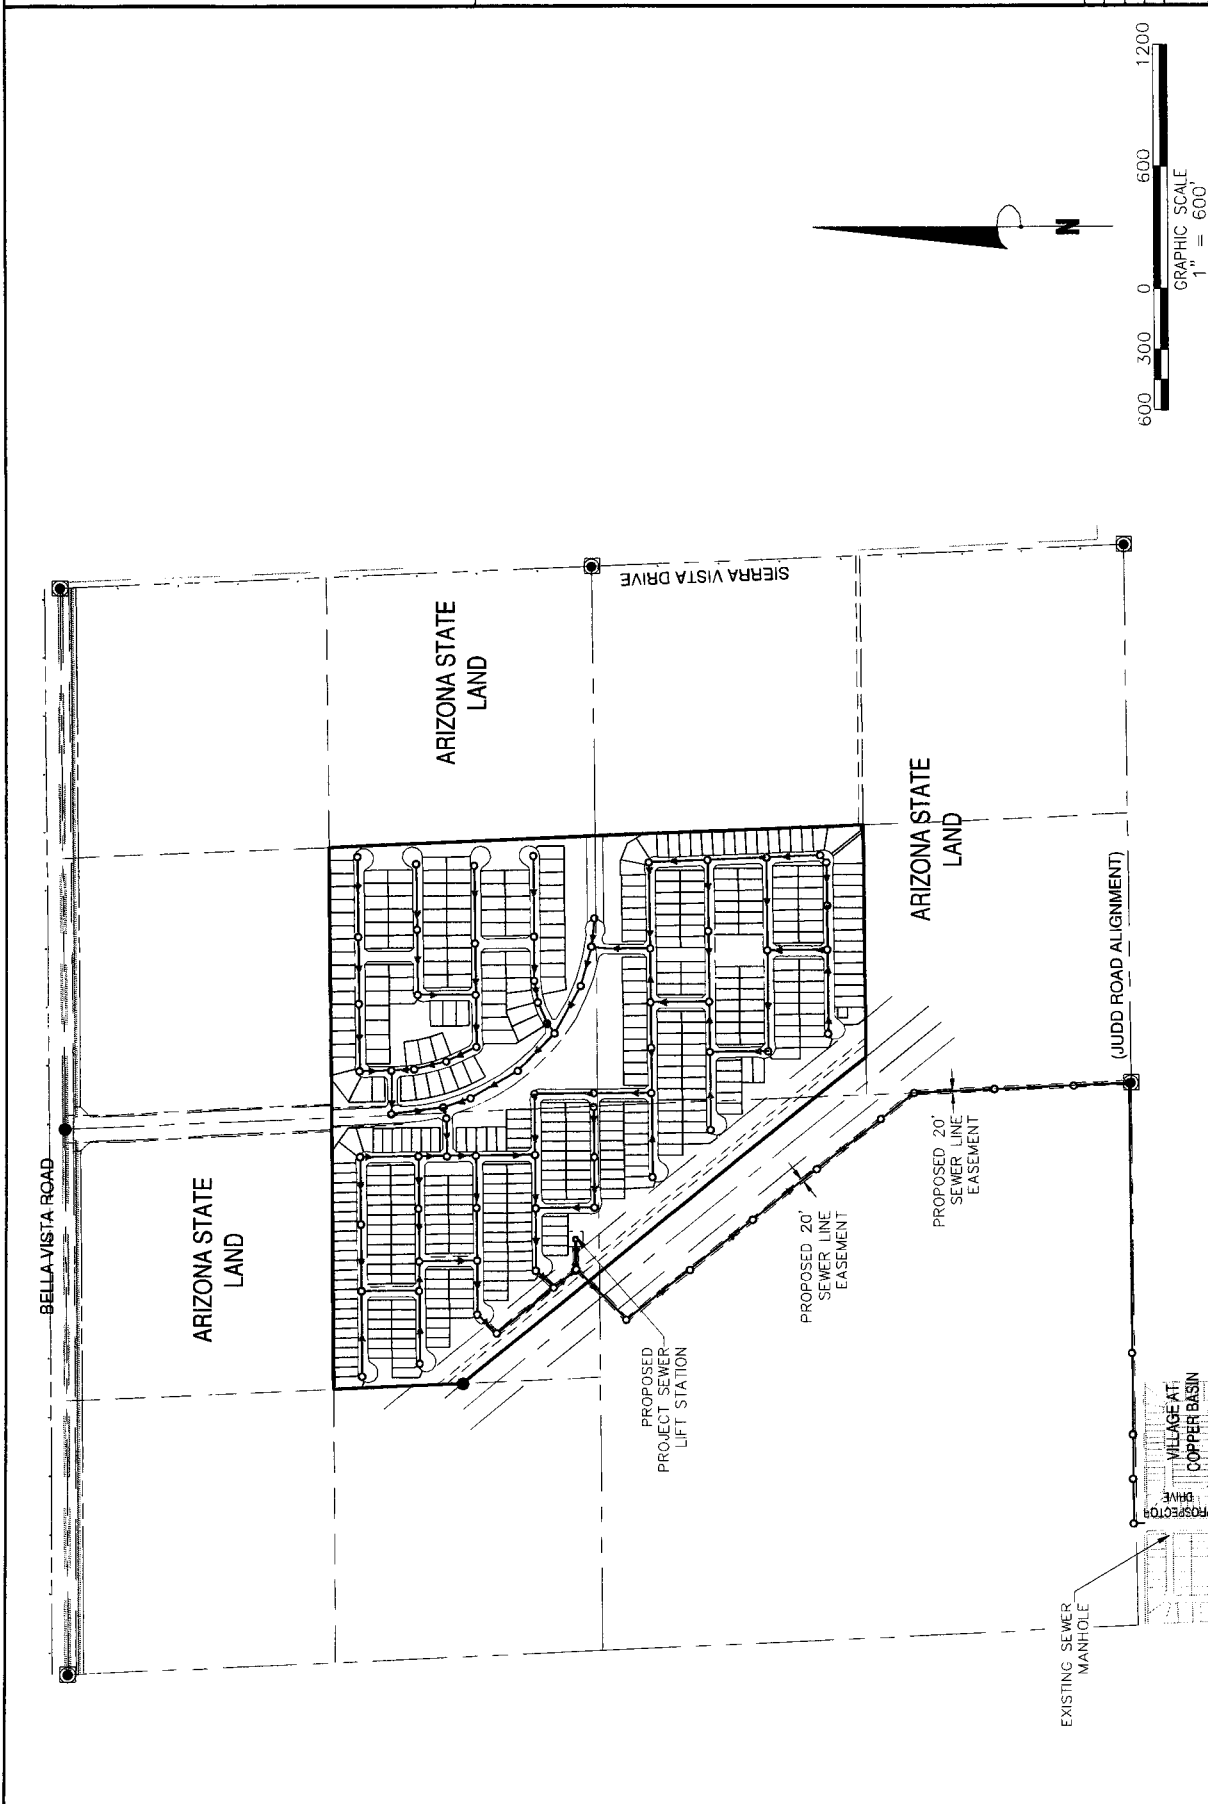 BELLA VISTA ROAD
ARIZONA STATE
LAND
ARIZONA STATE
LAND
SIERRA VISTA DRIVE
ARIZONA STATE
LAND
PROPOSED
PROJECT SEWER
LIFT STATION
PROPOSED 20'
SEWER LINE
EASEMENT
PROPOSED 20'
SEWER LINE
EASEMENT
(JUDD ROAD ALIGNMENT)
EXISTING SEWER
MANHOLE
DRIVE
VILLAGE AT
COPPER BASIN
N
600 300 0 600 1200
GRAPHIC SCALE
1" = 600'